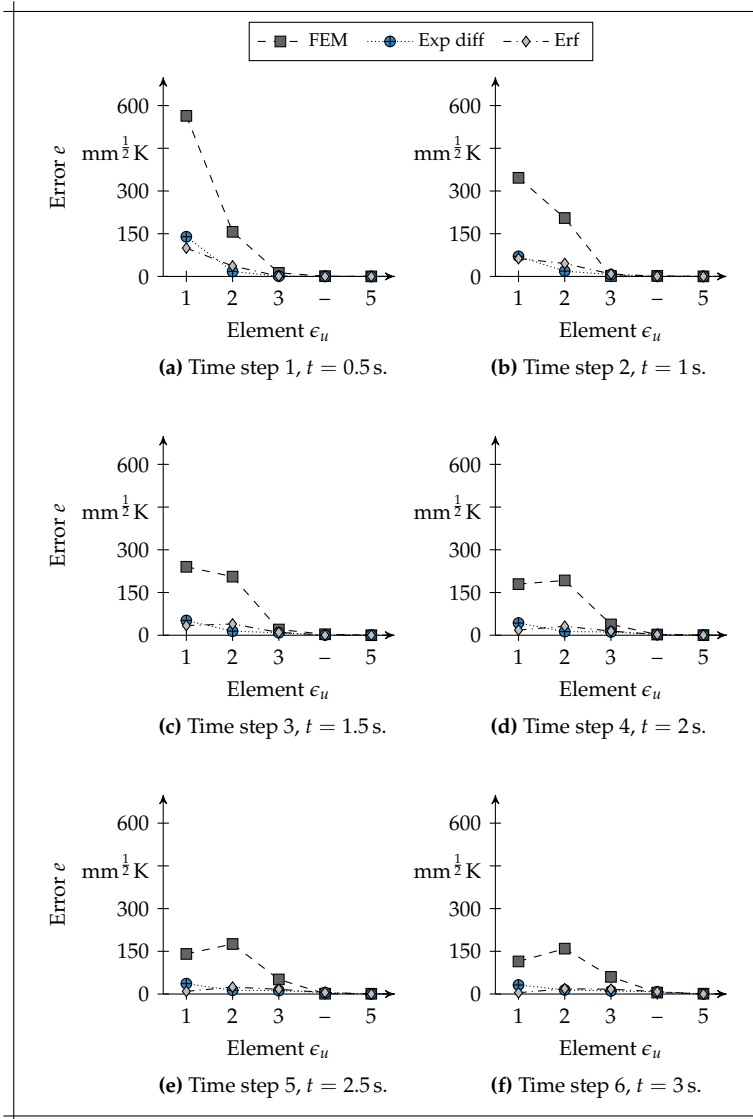 FEM Exp diff Erf
600
mm^{1/2} K
300
150
0
Error e
1 2 3 – 5
Element ϵ_u
(a) Time step 1, t = 0.5 s.
600
mm^{1/2} K
300
150
0
1 2 3 – 5
Element ϵ_u
(b) Time step 2, t = 1 s.
600
mm^{1/2} K
300
150
0
Error e
1 2 3 – 5
Element ϵ_u
(c) Time step 3, t = 1.5 s.
600
mm^{1/2} K
300
150
0
1 2 3 – 5
Element ϵ_u
(d) Time step 4, t = 2 s.
600
mm^{1/2} K
300
150
0
Error e
1 2 3 – 5
Element ϵ_u
(e) Time step 5, t = 2.5 s.
600
mm^{1/2} K
300
150
0
1 2 3 – 5
Element ϵ_u
(f) Time step 6, t = 3 s.